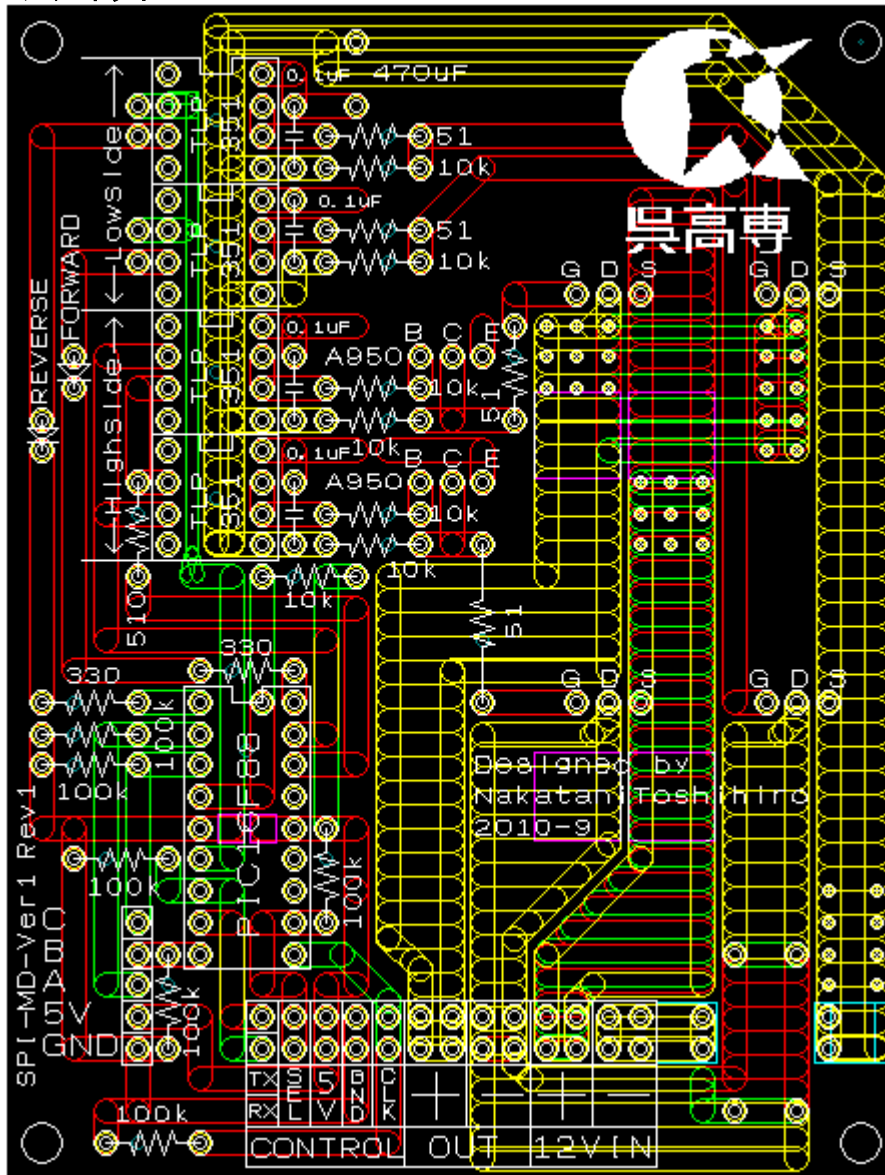 0.1uF 470uF
TLP 351
51
10k
LowSide
0.1uF
TLP 351
51
10k
呉高専
REVERSE
FORWARD
G D S
G D S
0.1uF
B C E
TLP 351
A950
10k
51
HighSide
10k
0.1uF
B C E
TLP 351
A950
10k
10k
510
10k
51
330
330
G D S
G D S
100k
100k
PIC16F88
Designed by
NakataniToshihiro
2010-9
100k
100k
SPI-MD-Ver1 Rev1
C
B
A
5V
GND
100k
TX SEL 5V GND CLK + - + -
RX
100k
CONTROL OUT 12VIN